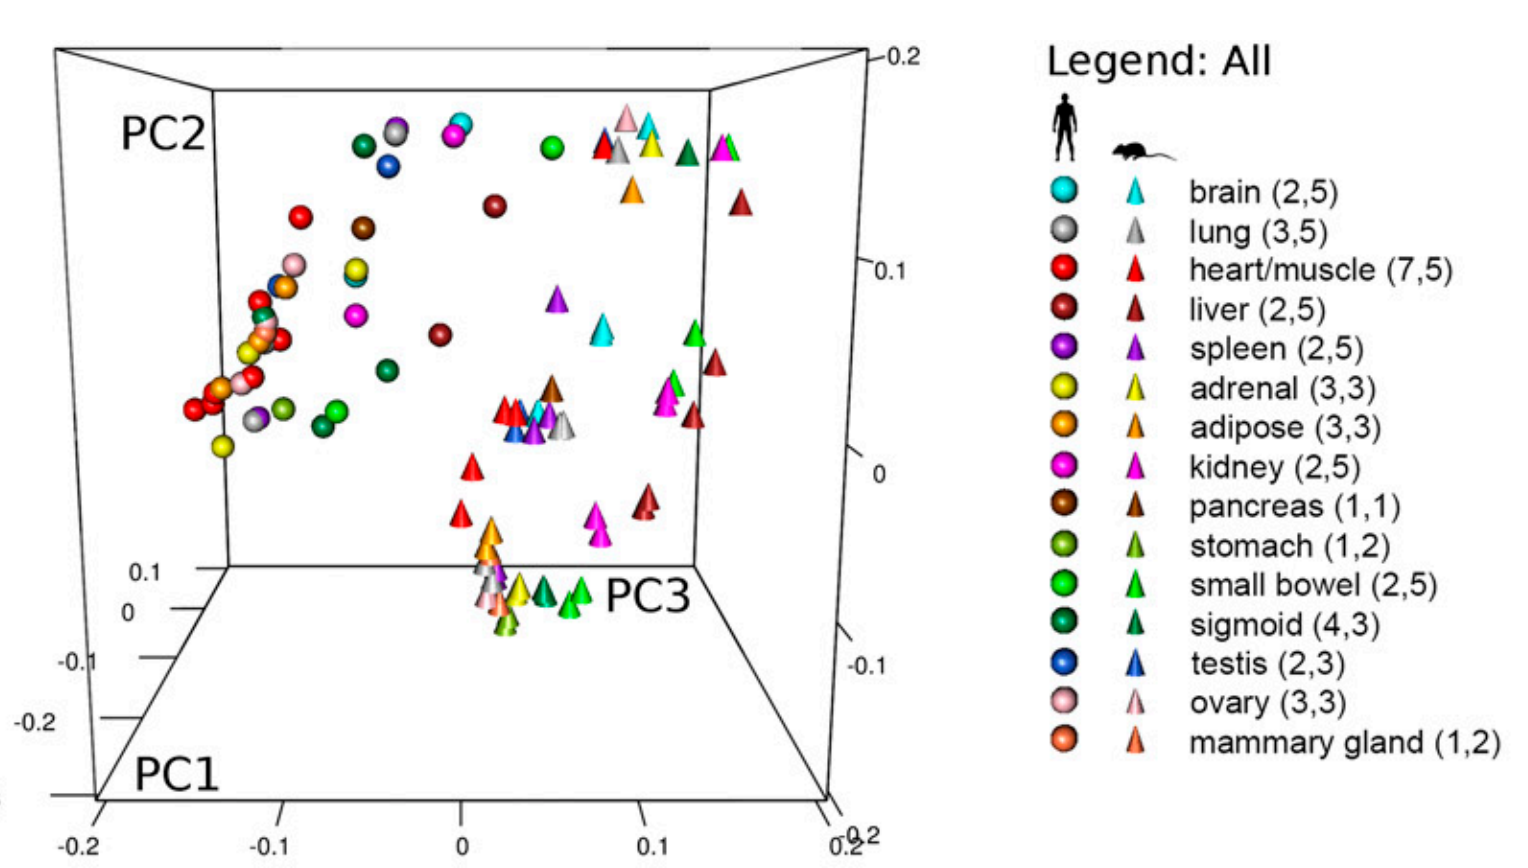 PC2
PC3
PC1
0.2
0.1
0
-0.1
-0.2
0.1
0
-0.1
-0.2
-0.2
-0.1
0
0.1
0.2
Legend: All
brain (2,5)
lung (3,5)
heart/muscle (7,5)
liver (2,5)
spleen (2,5)
adrenal (3,3)
adipose (3,3)
kidney (2,5)
pancreas (1,1)
stomach (1,2)
small bowel (2,5)
sigmoid (4,3)
testis (2,3)
ovary (3,3)
mammary gland (1,2)